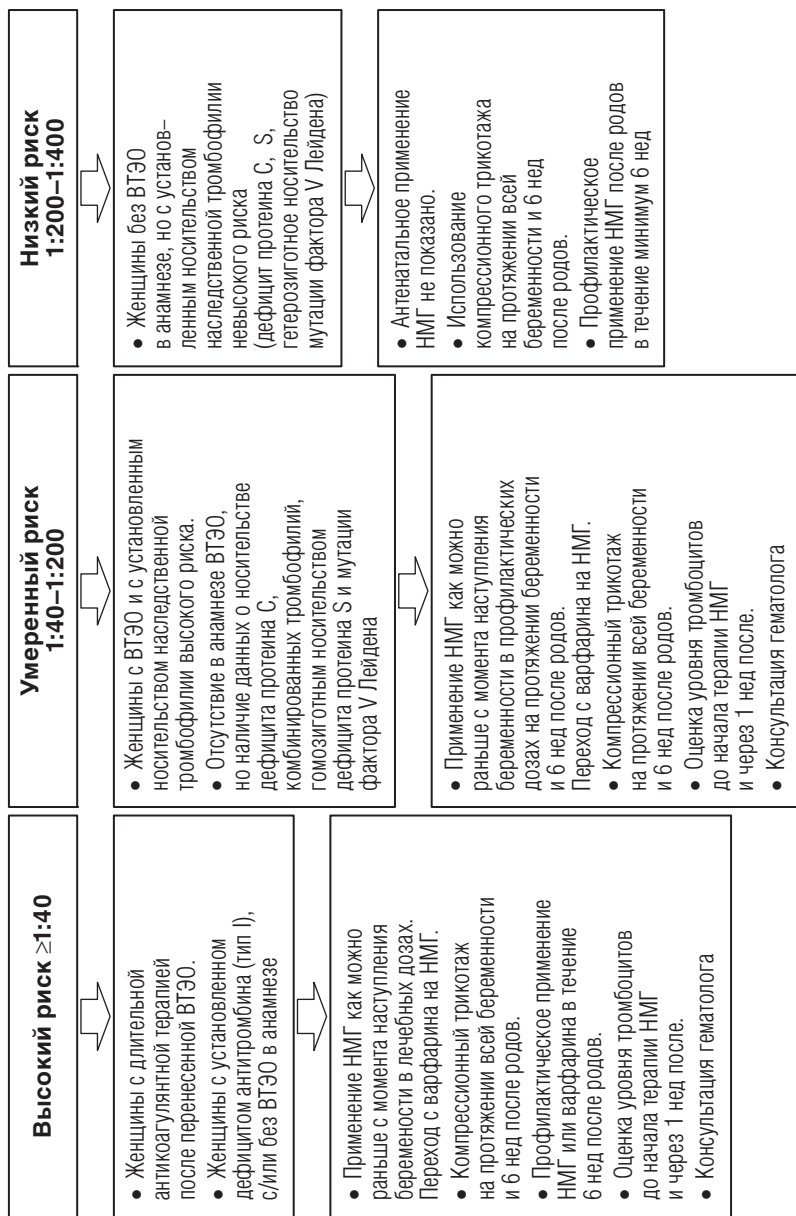 Высокий риск ≥1:40
• Женщины с длительной
антикоагулянтной терапией
после перенесенной ВТЭО.
• Женщины с установленном
дефицитом антитромбина (тип I),
с/или без ВТЭО в анамнезе
• Применение НМГ как можно
раньше с момента наступления
беремености в лечебных дозах.
Переход с варфарина на НМГ.
• Компрессионный трикотаж
на протяжении всей беременности
и 6 нед после родов.
• Профилактическое применение
НМГ или варфарина в течение
6 нед после родов.
• Оценка уровня тромбоцитов
до начала терапии НМГ
и через 1 нед после.
• Консультация гематолога
Умеренный риск
1:40–1:200
• Женщины с ВТЭО и с установленным
носительством наследственной
тромбофилии высокого риска.
• Отсутствие в анамнезе ВТЭО,
но наличие данных о носительстве
дефицита протеина C,
комбинированных тромбофилий,
гомозиготным носительством
дефицита протеина S и мутации
фактора V Лейдена
• Применение НМГ как можно
раньше с момента наступления
беременности в профилактических
дозах на протяжении беременности
и 6 нед после родов.
Переход с варфарина на НМГ.
• Компрессионный трикотаж
на протяжении всей беременности
и 6 нед после родов.
• Оценка уровня тромбоцитов
до начала терапии НМГ
и через 1 нед после.
• Консультация гематолога
Низкий риск
1:200–1:400
• Женщины без ВТЭО
в анамнезе, но с установ–
ленным носительством
наследственной тромбофилии
невысокого риска
(дефицит протеина C, S,
гетерозиготное носительство
мутации фактора V Лейдена)
• Антенатальное применение
НМГ не показано.
• Использование
компрессионного трикотажа
на протяжении всей
беременности и 6 нед
после родов.
• Профилактическое
применение НМГ после родов
в течение минимум 6 нед